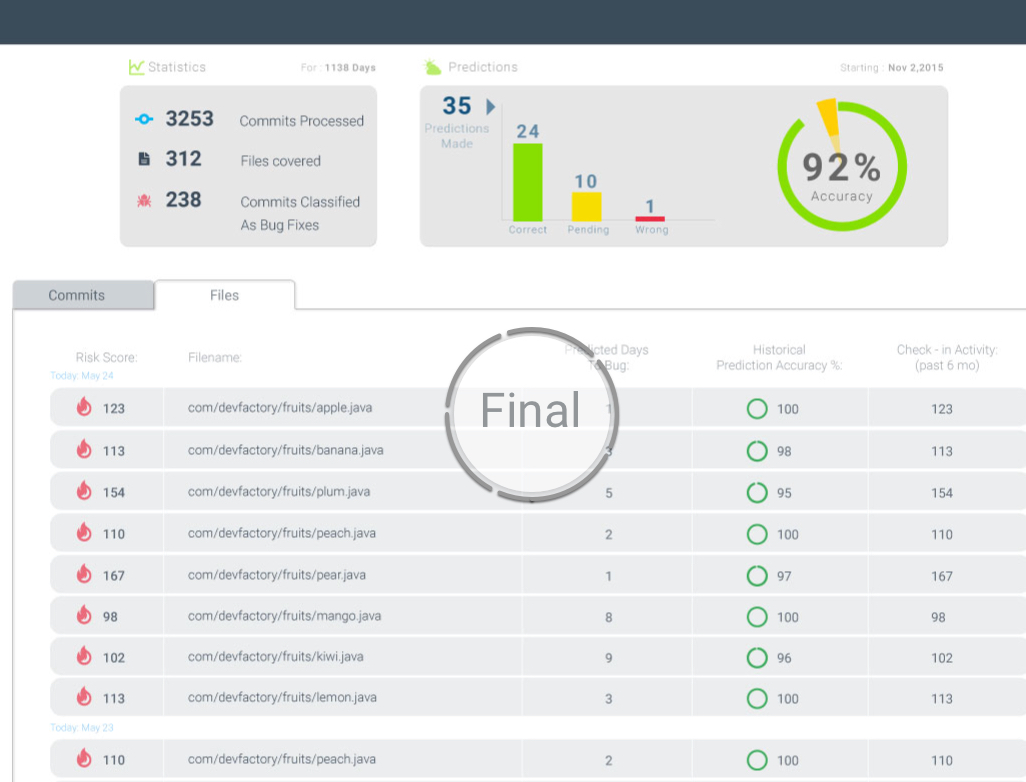 Statistics For : 1138 Days
3253 Commits Processed
312 Files covered
238 Commits Classified
As Bug Fixes
Predictions Starting : Nov 2,2015
35
Predictions
Made
24
10
1
Correct Pending Wrong
92%
Accuracy
Commits Files
Risk Score: Filename: Predicted Days
To Bug: Historical
Prediction Accuracy %: Check - in Activity:
(past 6 mo)
Today: May 24
Final
123 com/devfactory/fruits/apple.java 1 100 123
113 com/devfactory/fruits/banana.java 3 98 113
154 com/devfactory/fruits/plum.java 5 95 154
110 com/devfactory/fruits/peach.java 2 100 110
167 com/devfactory/fruits/pear.java 1 97 167
98 com/devfactory/fruits/mango.java 8 100 98
102 com/devfactory/fruits/kiwi.java 9 96 102
113 com/devfactory/fruits/lemon.java 3 100 113
Today: May 23
110 com/devfactory/fruits/peach.java 2 100 110